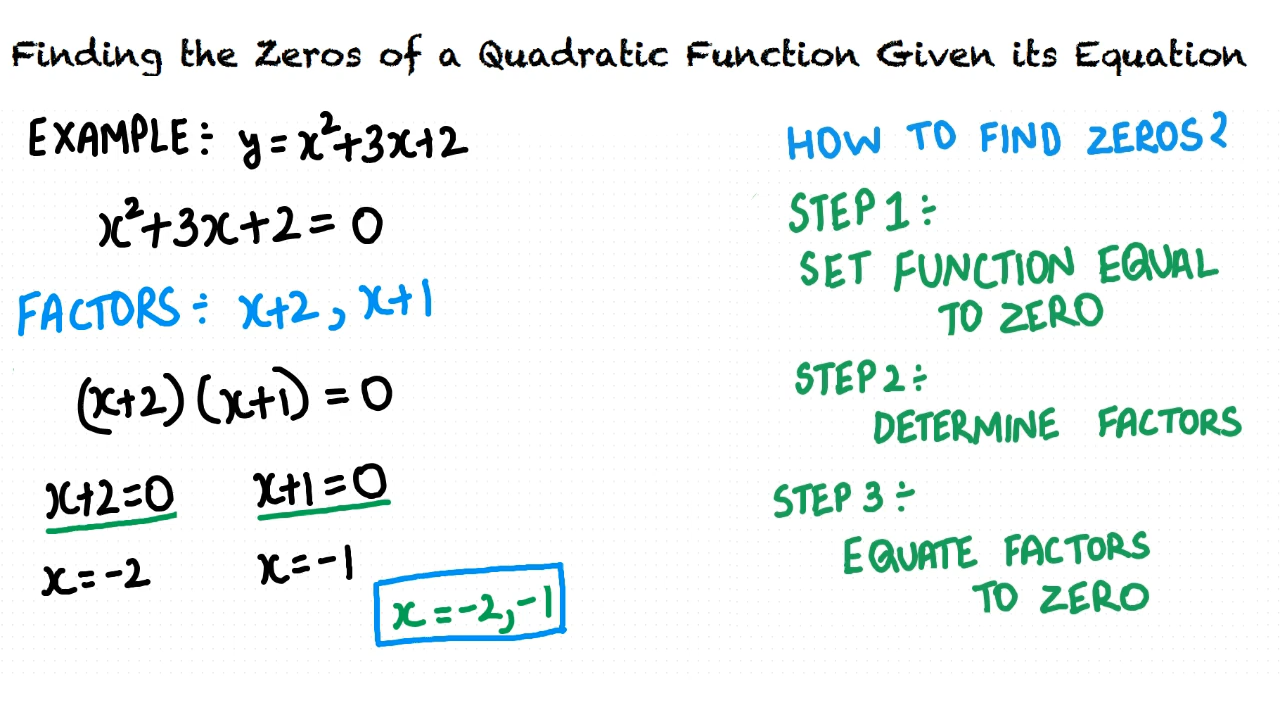 Finding the Zeros of a Quadratic Function Given its Equation
EXAMPLE: y=x²+3x+2
x²+3x+2=0
FACTORS: x+2, x+1
(x+2)(x+1)=0
x+2=0 x+1=0
x=-2 x=-1
x=-2,-1
HOW TO FIND ZEROS?
STEP 1:
SET FUNCTION EQUAL
TO ZERO
STEP 2:
DETERMINE FACTORS
STEP 3:
EQUATE FACTORS
TO ZERO